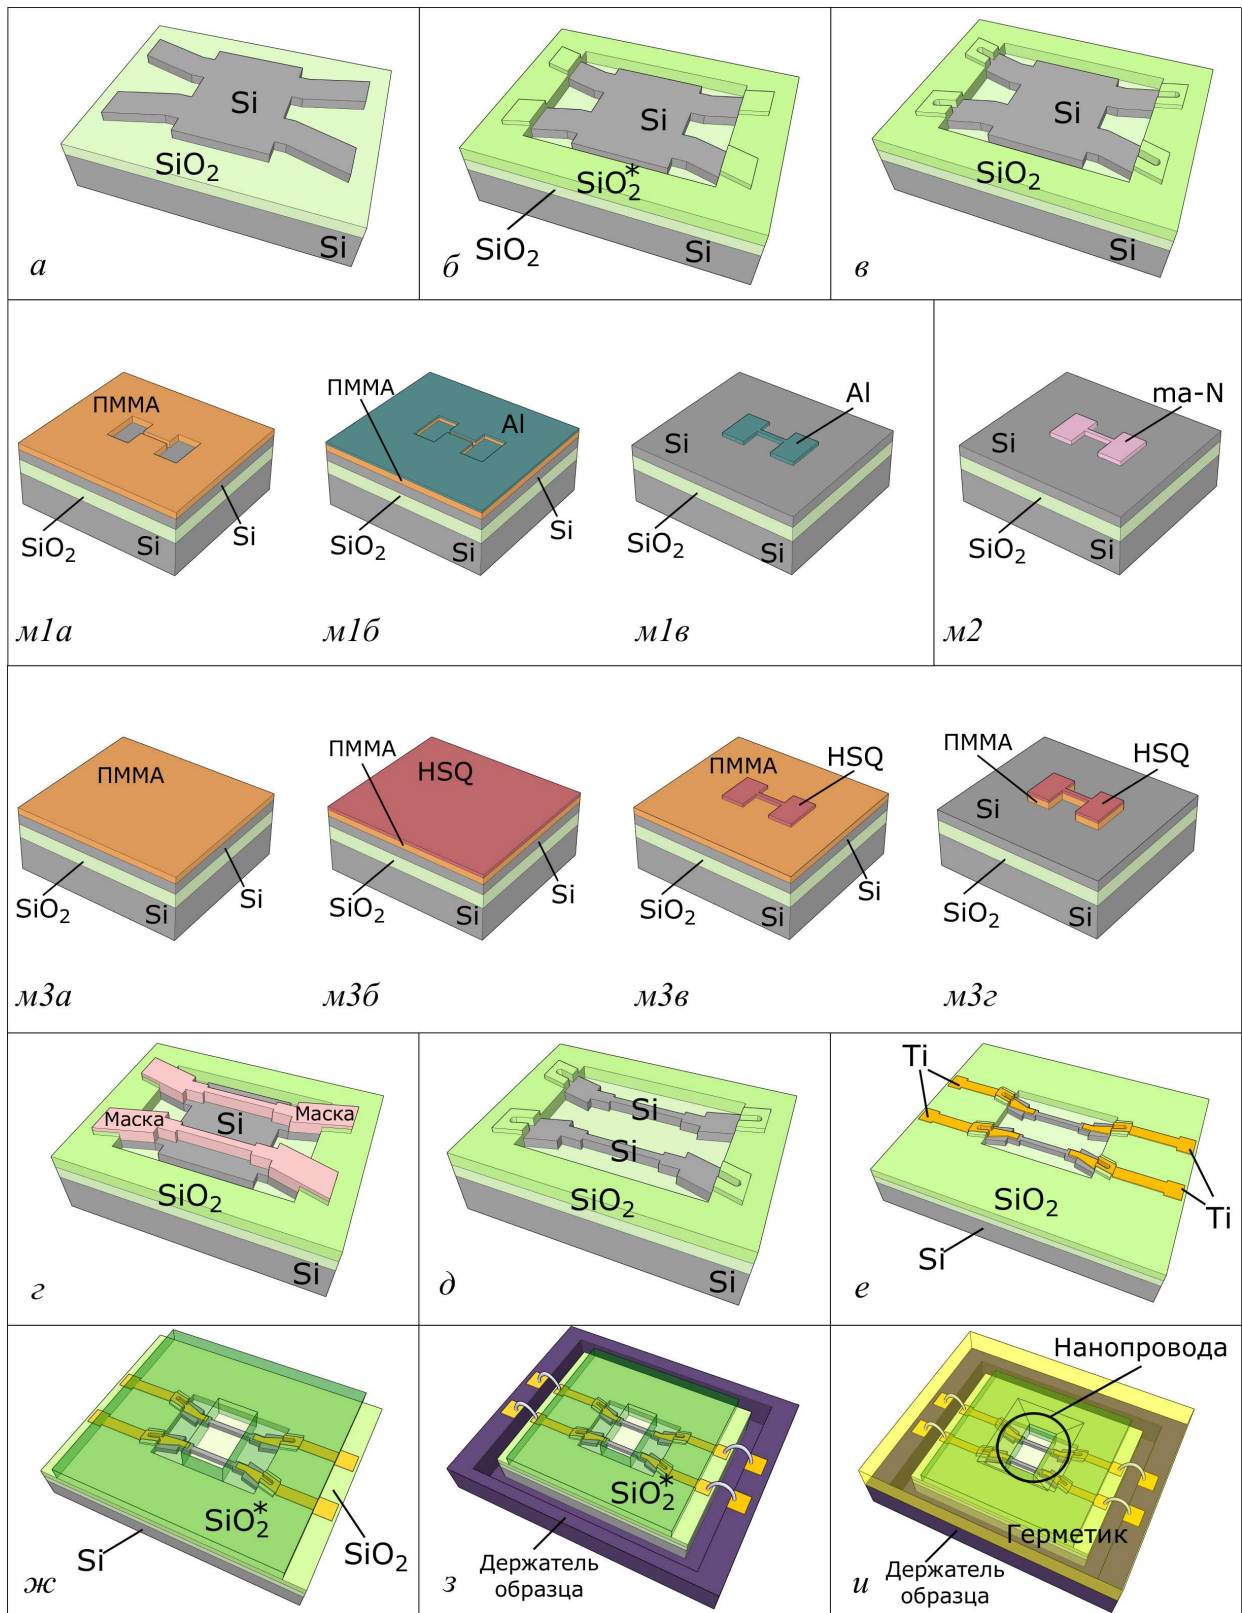 Si
SiO₂
Si
а
Si
SiO₂*
SiO₂
Si
б
Si
SiO₂
Si
в
ПММА
SiO₂
Si
Si
м1а
ПММА
Al
SiO₂
Si
Si
м1б
Al
Si
SiO₂
Si
м1в
ma-N
Si
SiO₂
Si
м2
ПММА
SiO₂
Si
Si
м3а
ПММА
HSQ
SiO₂
Si
Si
м3б
ПММА
HSQ
SiO₂
Si
Si
м3в
ПММА
HSQ
Si
SiO₂
Si
м3г
Маска
Si
Маска
SiO₂
Si
г
Si
Si
SiO₂
Si
д
Ti
SiO₂
Ti
Si
е
SiO₂*
Si
SiO₂
ж
SiO₂*
Держатель
образца
з
Нанопровода
Герметик
Держатель
образца
и